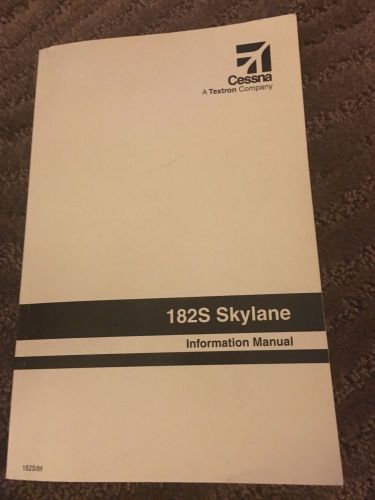 Cessna
A Textron Company
182S Skylane
Information Manual
182SIM